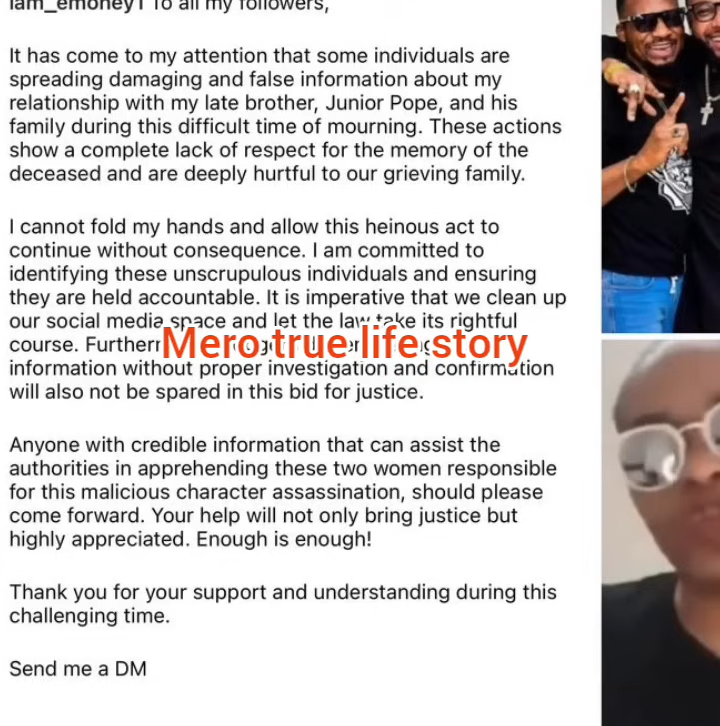 iam_emoney1 To all my followers,
It has come to my attention that some individuals are
spreading damaging and false information about my
relationship with my late brother, Junior Pope, and his
family during this difficult time of mourning. These actions
show a complete lack of respect for the memory of the
deceased and are deeply hurtful to our grieving family.
I cannot fold my hands and allow this heinous act to
continue without consequence. I am committed to
identifying these unscrupulous individuals and ensuring
they are held accountable. It is imperative that we clean up
our social media space and let the law take its rightful
course.
Mero true life story
information without proper investigation and confirmation
will also not be spared in this bid for justice.
Anyone with credible information that can assist the
authorities in apprehending these two women responsible
for this malicious character assassination, should please
come forward. Your help will not only bring justice but
highly appreciated. Enough is enough!
Thank you for your support and understanding during this
challenging time.
Send me a DM